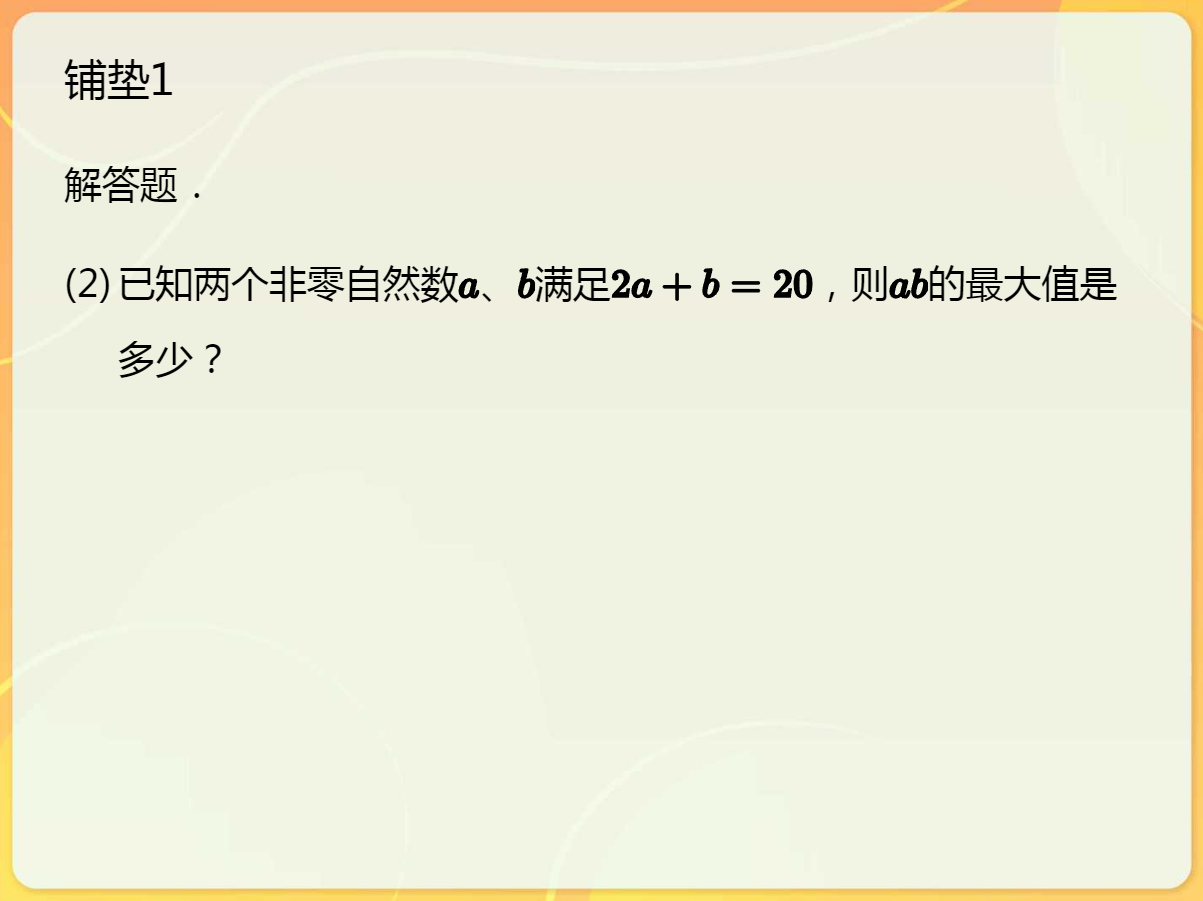 铺垫1
解答题．
(2)已知两个非零自然数a、b满足2a + b = 20，则ab的最大值是
多少？